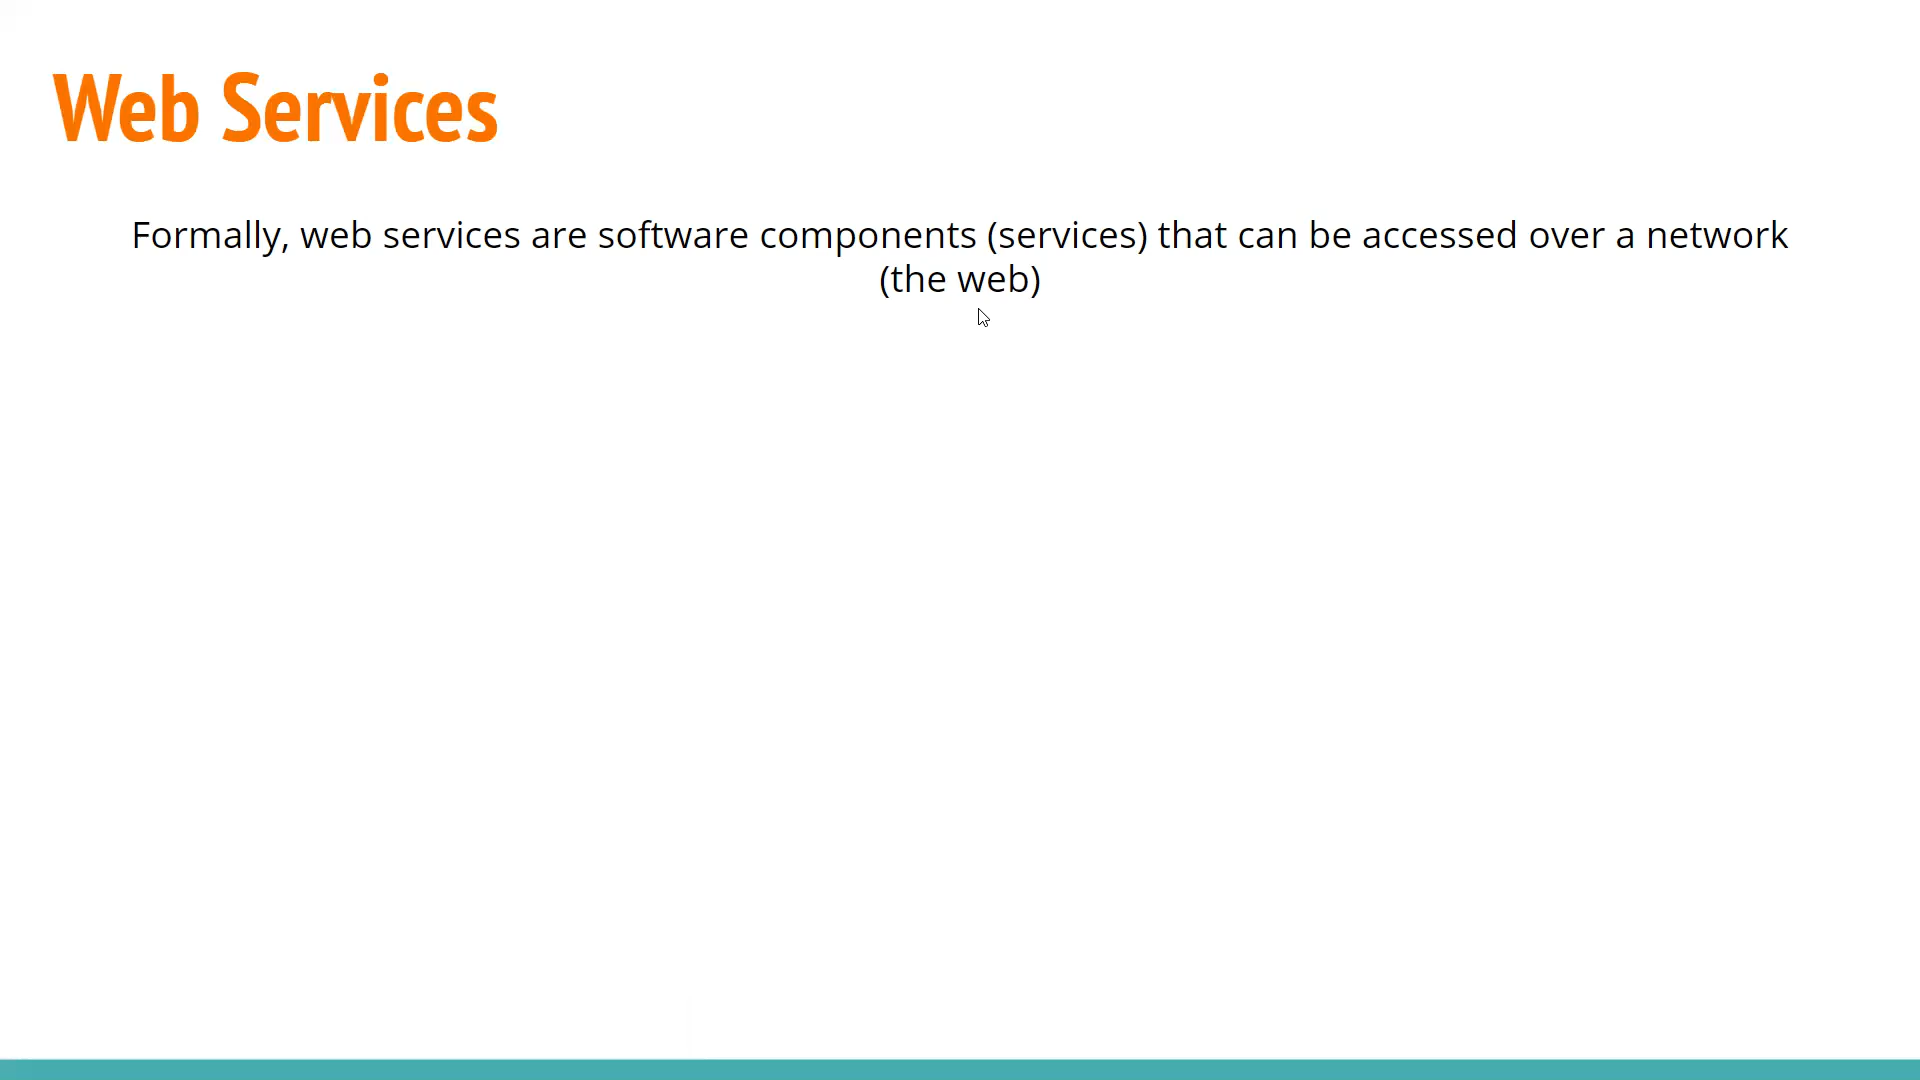 Web Services
Formally, web services are software components (services) that can be accessed over a network
(the web)